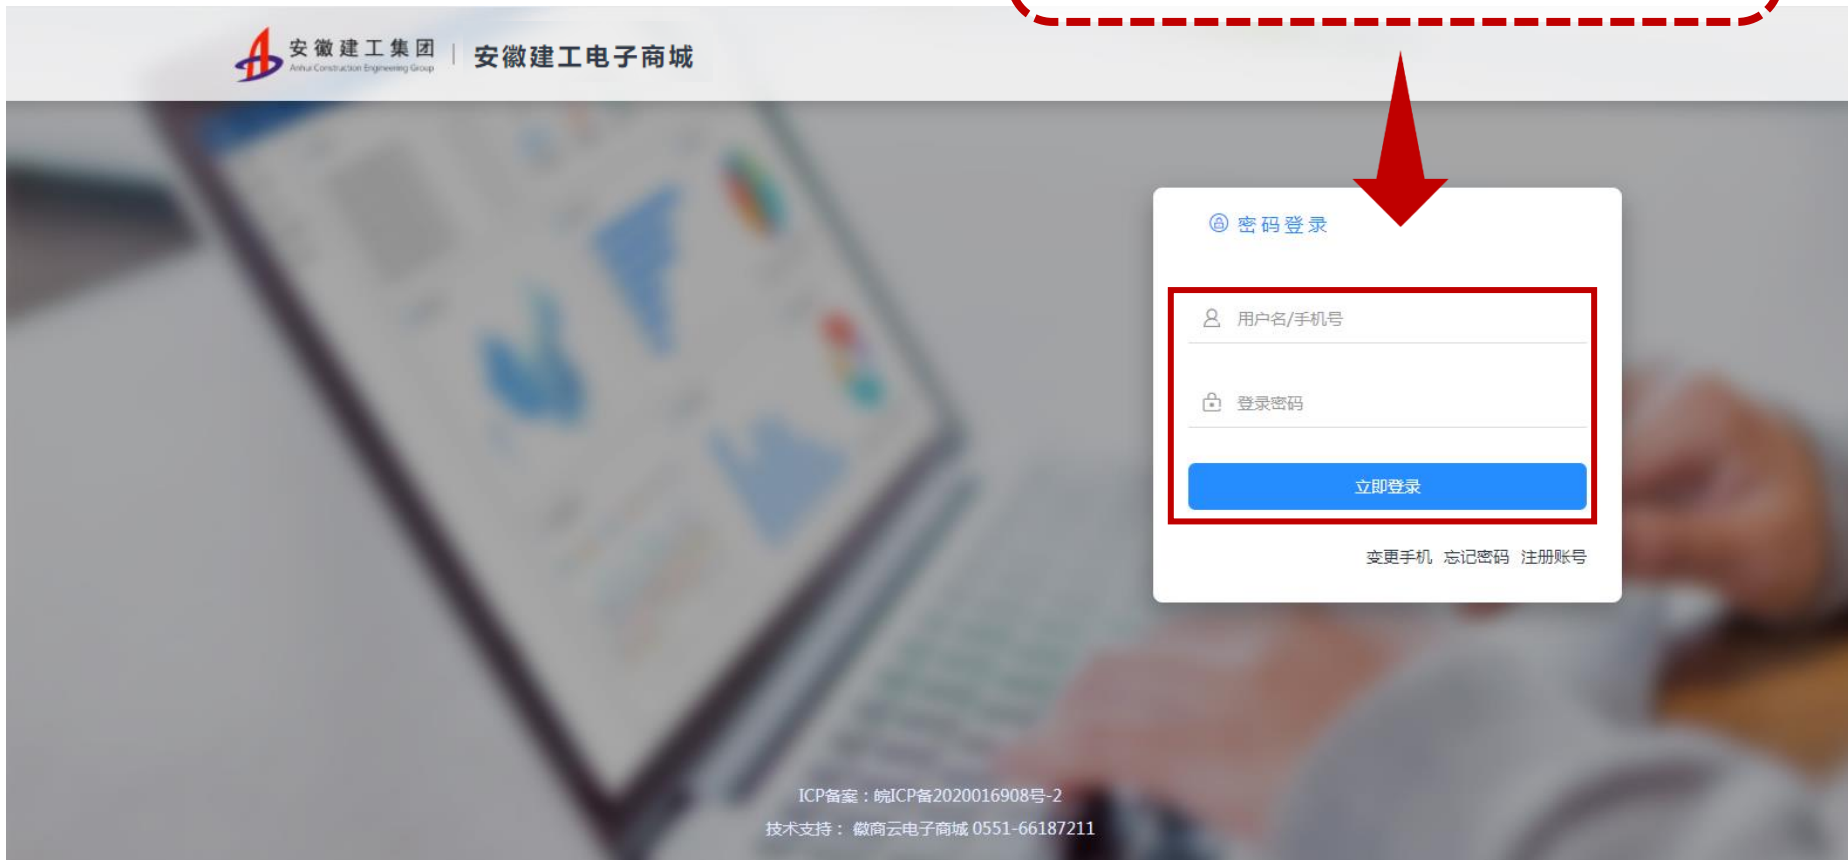 安徽建工集团
Anhui Construction Engineering Group
安徽建工电子商城
密码登录
用户名/手机号
登录密码
立即登录
变更手机 忘记密码 注册账号
ICP备案：皖ICP备2020016908号-2
技术支持： 徽商云电子商城 0551-66187211